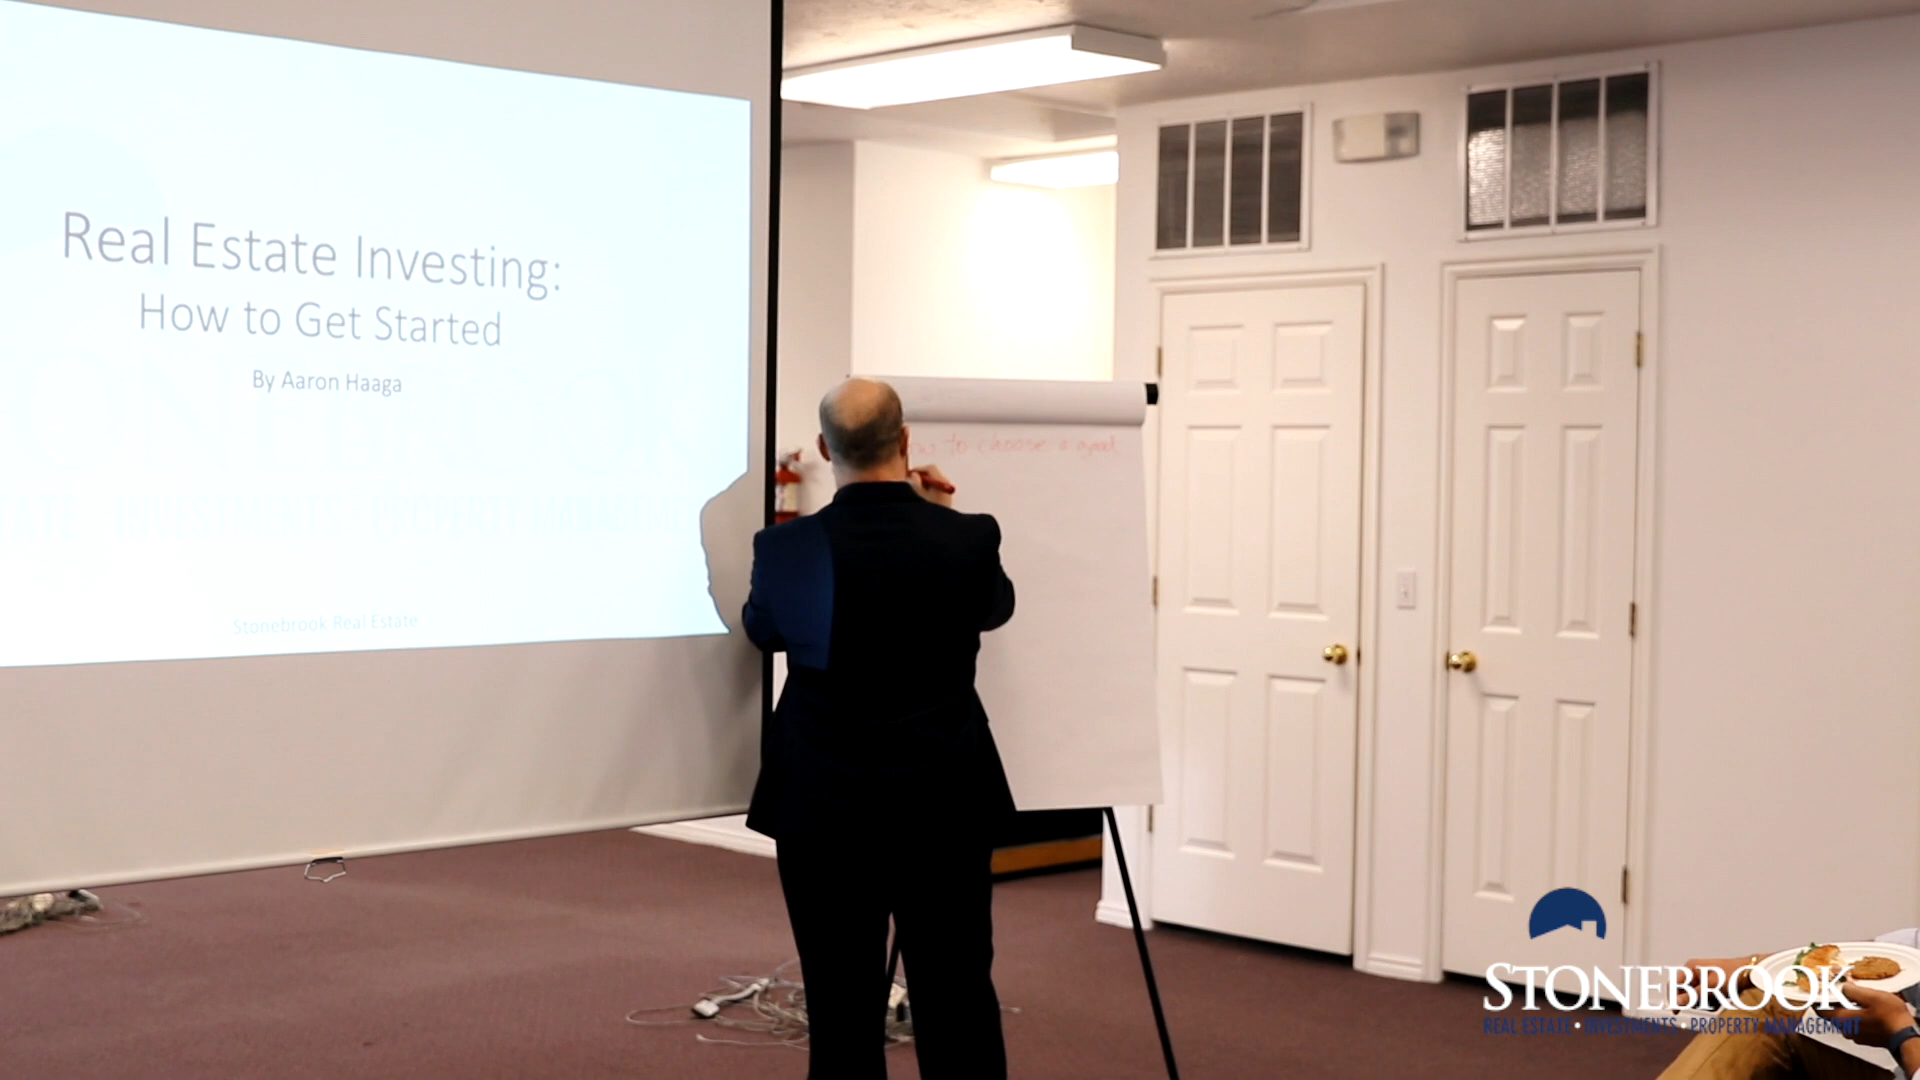 Real Estate Investing:
How to Get Started
By Aaron Haaga
Stonebrook Real Estate
to choose a
STONEBROOK
REAL ESTATE • INVESTMENTS • PROPERTY MANAGEMENT